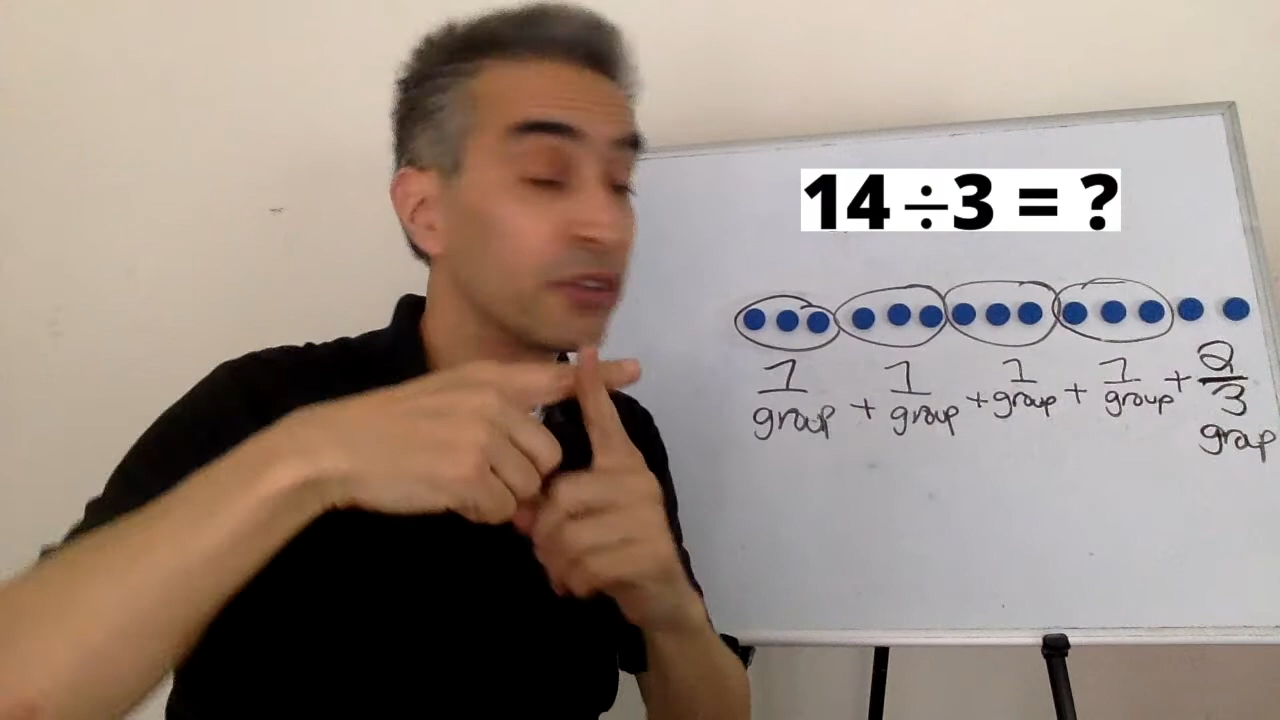 14 ÷ 3 = ?
1 group + 1 group + 1 group + 1 group + 2/3 group